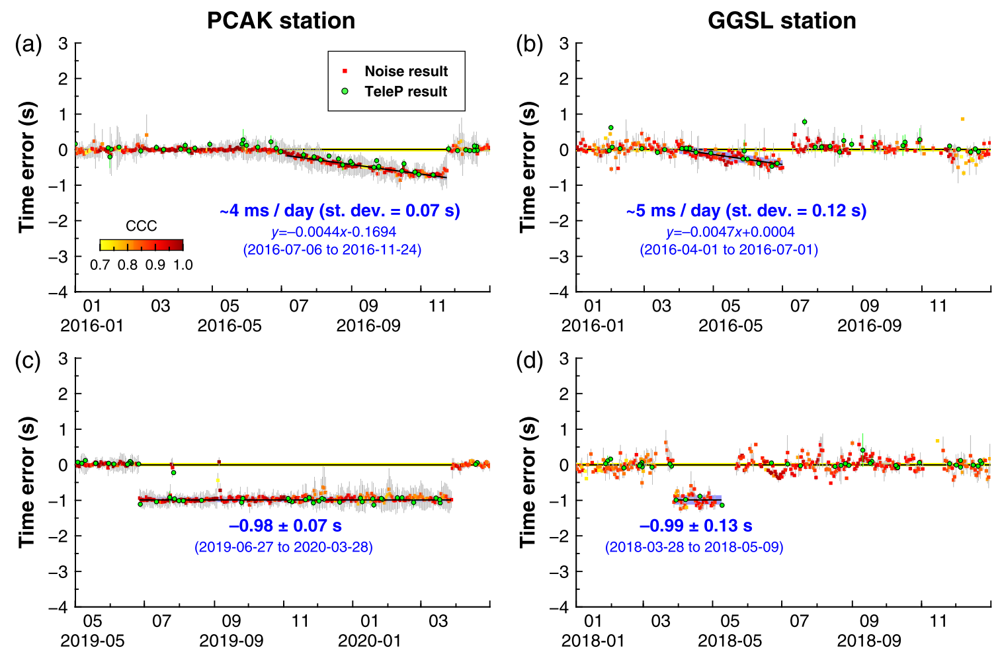 PCAK station
GGSL station
(a)
Time error (s)
3
2
1
0
−1
−2
−3
−4
Noise result
TeleP result
CCC
0.7 0.8 0.9 1.0
~4 ms / day (st. dev. = 0.07 s)
y=−0.0044x-0.1694
(2016-07-06 to 2016-11-24)
01 03 05 07 09 11
2016-01 2016-05 2016-09
(b)
Time error (s)
3
2
1
0
−1
−2
−3
−4
~5 ms / day (st. dev. = 0.12 s)
y=−0.0047x+0.0004
(2016-04-01 to 2016-07-01)
01 03 05 07 09 11
2016-01 2016-05 2016-09
(c)
Time error (s)
3
2
1
0
−1
−2
−3
−4
−0.98 ± 0.07 s
(2019-06-27 to 2020-03-28)
05 07 09 11 01 03
2019-05 2019-09 2020-01
(d)
Time error (s)
3
2
1
0
−1
−2
−3
−4
−0.99 ± 0.13 s
(2018-03-28 to 2018-05-09)
01 03 05 07 09 11
2018-01 2018-05 2018-09